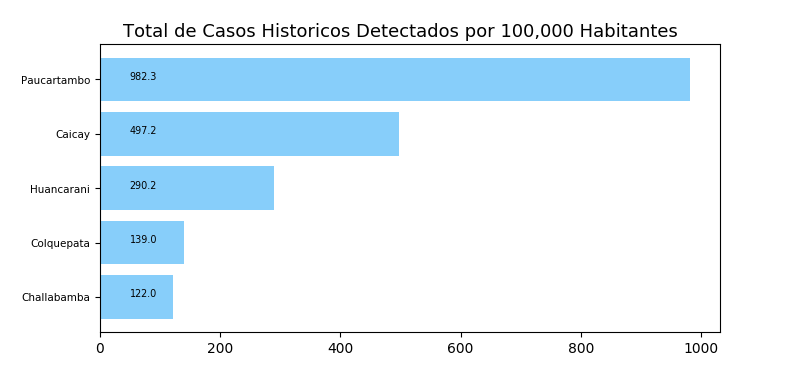 Total de Casos Historicos Detectados por 100,000 Habitantes
Paucartambo 982.3
Caicay 497.2
Huancarani 290.2
Colquepata 139.0
Challabamba 122.0
0 200 400 600 800 1000